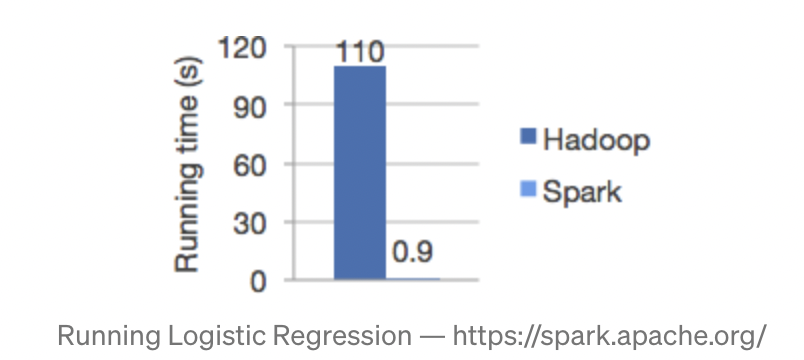 Running time (s)
120
90
60
30
0
110
0.9
Hadoop
Spark
Running Logistic Regression — https://spark.apache.org/